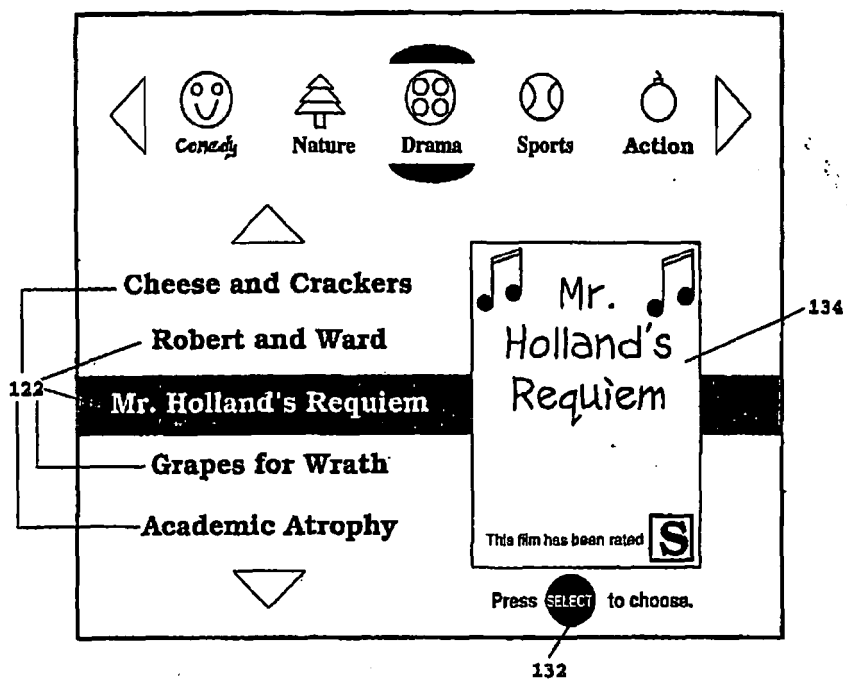 Comedy Nature Drama Sports Action
Cheese and Crackers
Robert and Ward
Mr. Holland's Requiem
Grapes for Wrath
Academic Atrophy
122
Mr.
Holland's
Requiem
134
This film has been rated S
Press SELECT to choose.
132